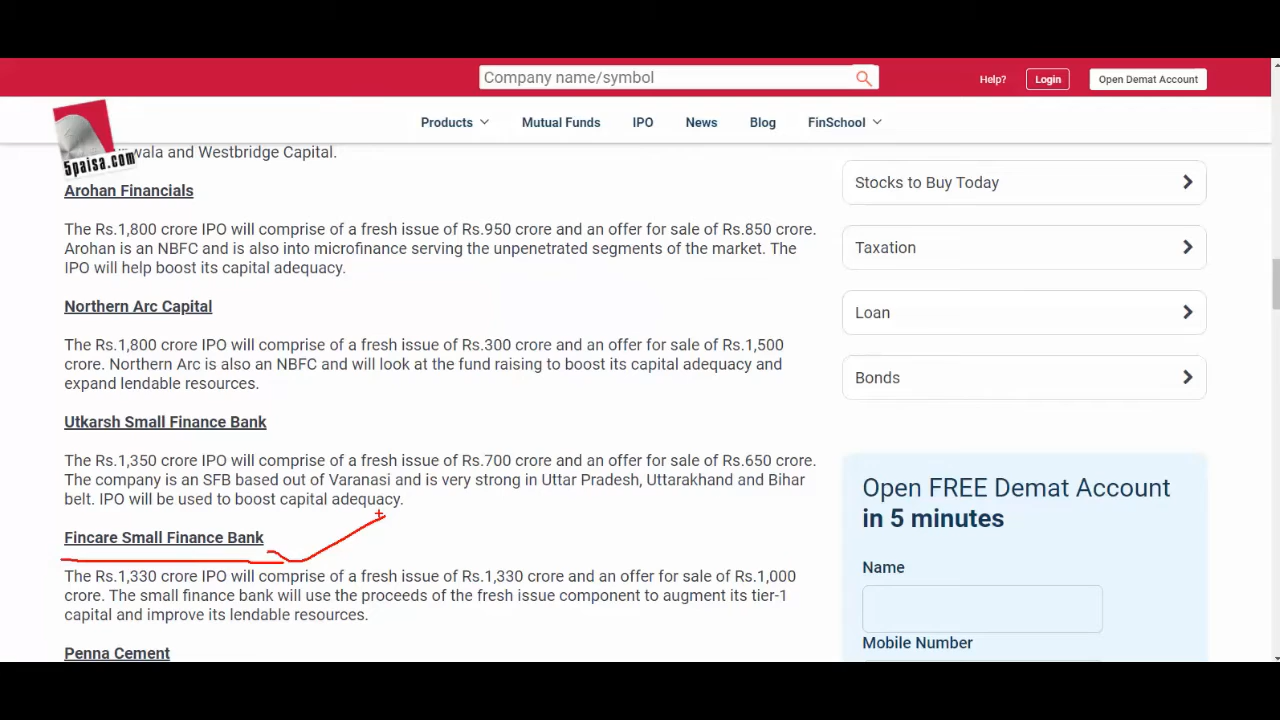 Company name/symbol
Help?
Login
Open Demat Account
5paisa.com
Products
Mutual Funds
IPO
News
Blog
FinSchool
wala and Westbridge Capital.
Arohan Financials
The Rs.1,800 crore IPO will comprise of a fresh issue of Rs.950 crore and an offer for sale of Rs.850 crore.
Arohan is an NBFC and is also into microfinance serving the unpenetrated segments of the market. The
IPO will help boost its capital adequacy.
Northern Arc Capital
The Rs.1,800 crore IPO will comprise of a fresh issue of Rs.300 crore and an offer for sale of Rs.1,500
crore. Northern Arc is also an NBFC and will look at the fund raising to boost its capital adequacy and
expand lendable resources.
Utkarsh Small Finance Bank
The Rs.1,350 crore IPO will comprise of a fresh issue of Rs.700 crore and an offer for sale of Rs.650 crore.
The company is an SFB based out of Varanasi and is very strong in Uttar Pradesh, Uttarakhand and Bihar
belt. IPO will be used to boost capital adequacy.
Fincare Small Finance Bank
The Rs.1,330 crore IPO will comprise of a fresh issue of Rs.1,330 crore and an offer for sale of Rs.1,000
crore. The small finance bank will use the proceeds of the fresh issue component to augment its tier-1
capital and improve its lendable resources.
Penna Cement
Stocks to Buy Today
Taxation
Loan
Bonds
Open FREE Demat Account
in 5 minutes
Name
Mobile Number